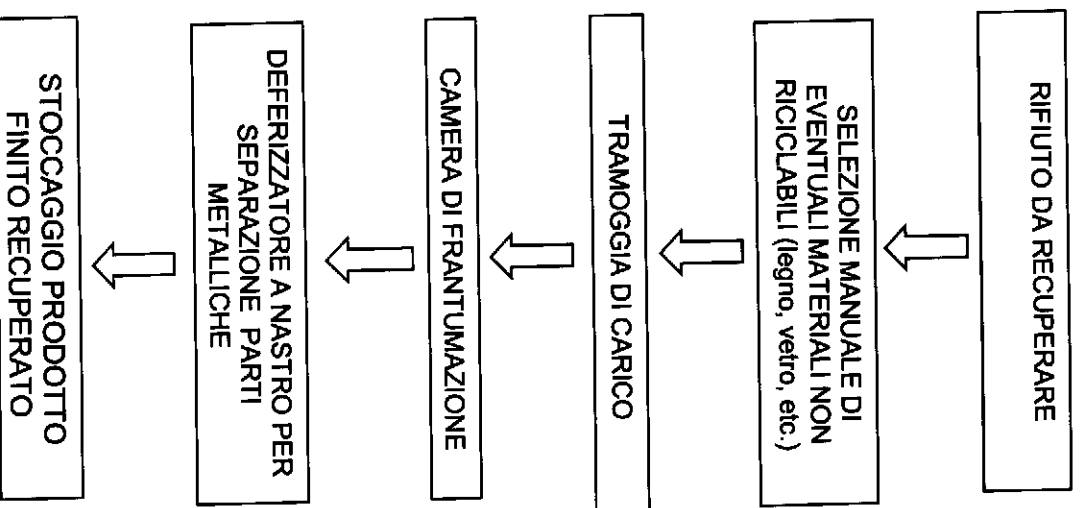 RIFIUTO DA RECUPERARE
SELEZIONE MANUALE DI
EVENTUALI MATERIALI NON
RICICLABILI (legno, vetro, etc.)
TRAMOGGIA DI CARICO
CAMERA DI FRANTUMAZIONE
DEFERIZZATORE A NASTRO PER
SEPARAZIONE PARTI
METALLICHE
STOCCAGGIO PRODOTTO
FINITO RECUPERATO